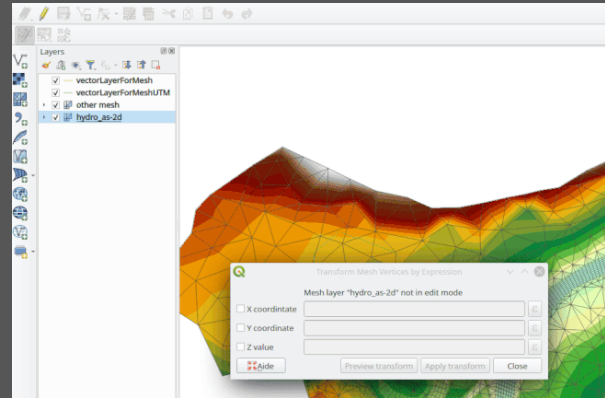 Layers
vectorLayerForMesh
vectorLayerForMeshUTM
other mesh
hydro_as-2d
Transform Mesh Vertices by Expression
Mesh layer "hydro_as-2d" not in edit mode
X coordintate
Y coordinate
Z value
Aide
Preview transform
Apply transform
Close